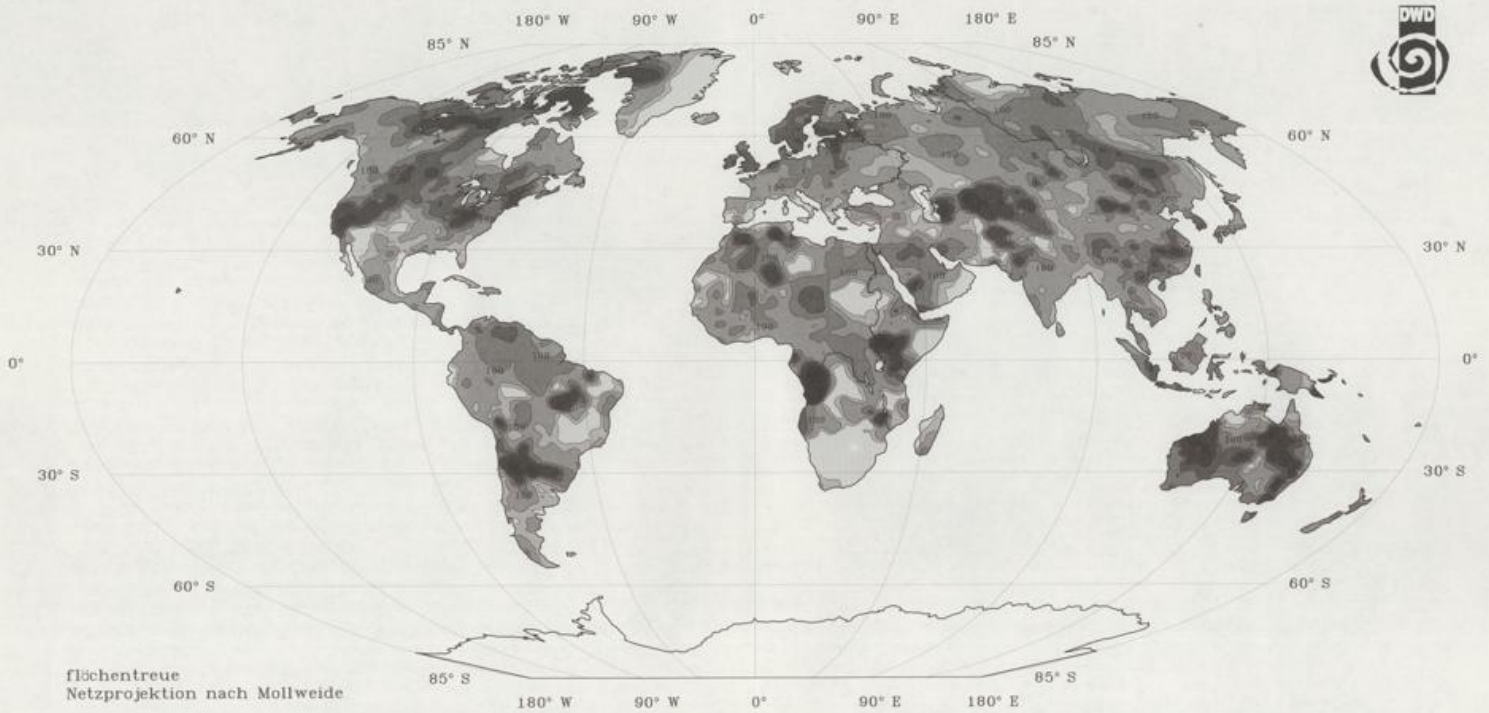 180° W 90° W 0° 90° E 180° E
DWD
85° N 85° N
60° N 60° N
30° N 30° N
0° 0°
30° S 30° S
60° S 60° S
flächentreue
Netzprojektion nach Mollweide
85° S 85° S
180° W 90° W 0° 90° E 180° E